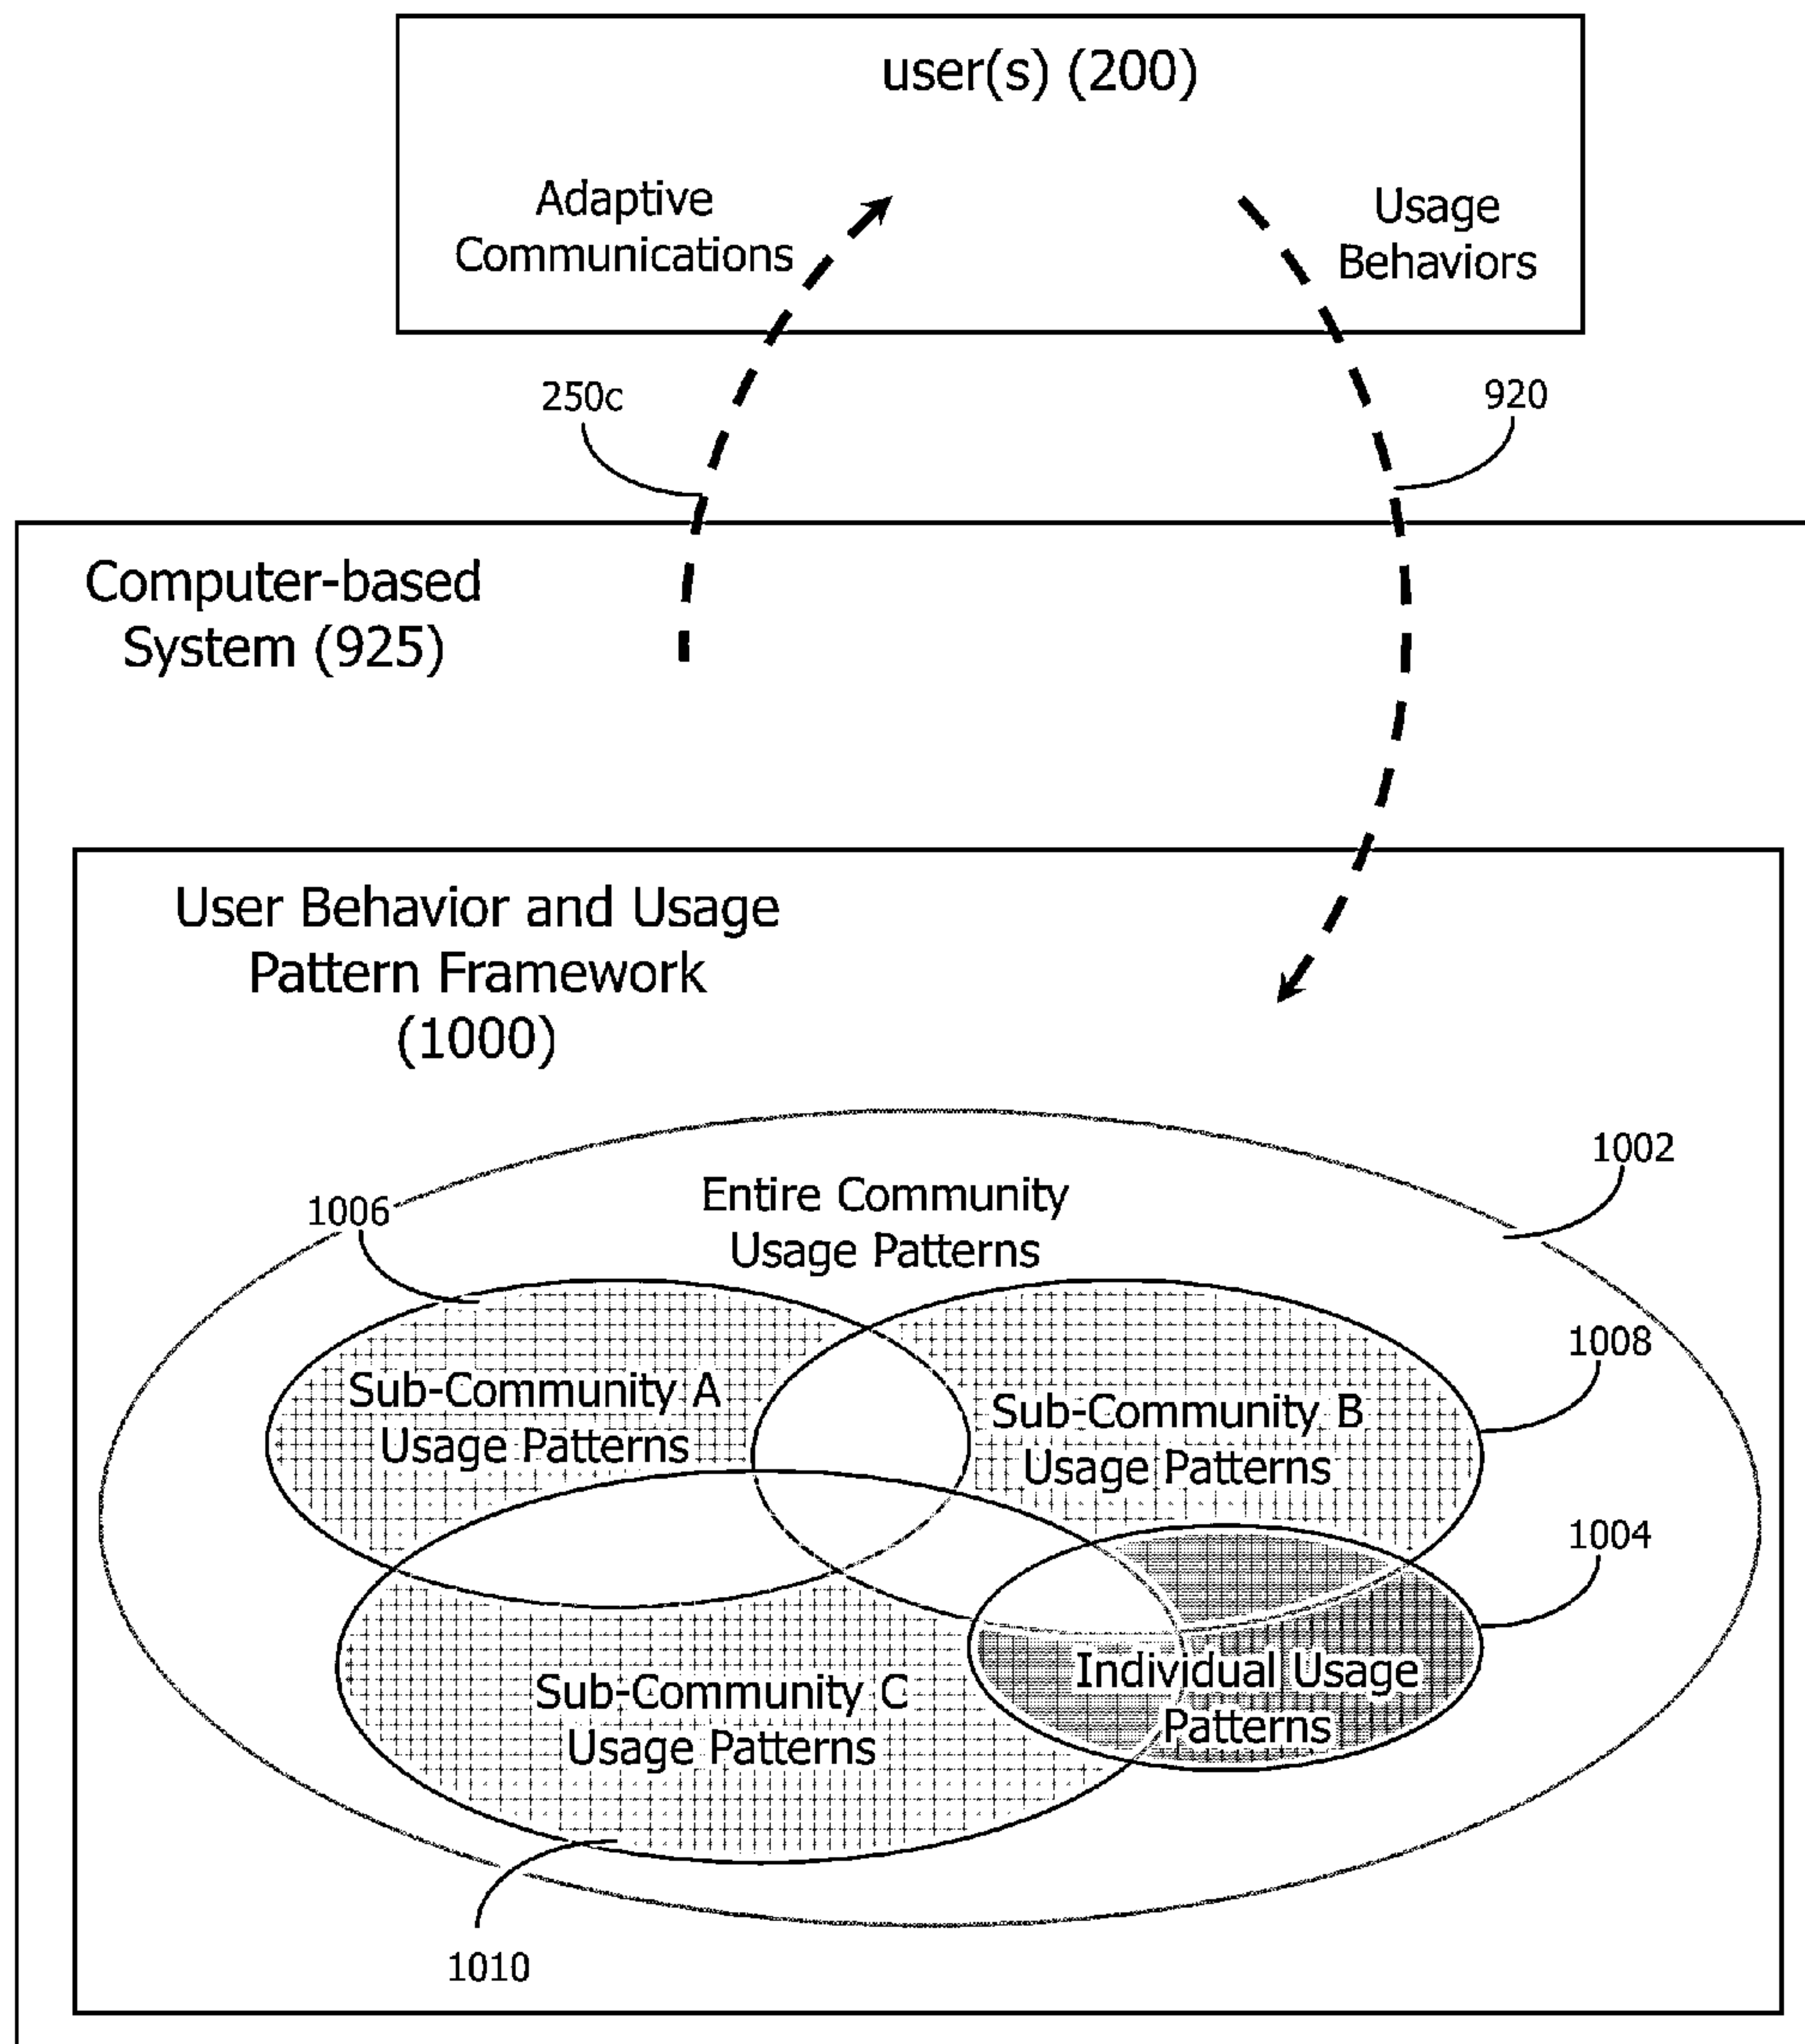 user(s) (200)
Adaptive
Communications
Usage
Behaviors
250c
920
Computer-based
System (925)
User Behavior and Usage
Pattern Framework
(1000)
1002
1006
Entire Community
Usage Patterns
1008
Sub-Community A
Usage Patterns
Sub-Community B
Usage Patterns
1004
Individual Usage
Patterns
Sub-Community C
Usage Patterns
1010